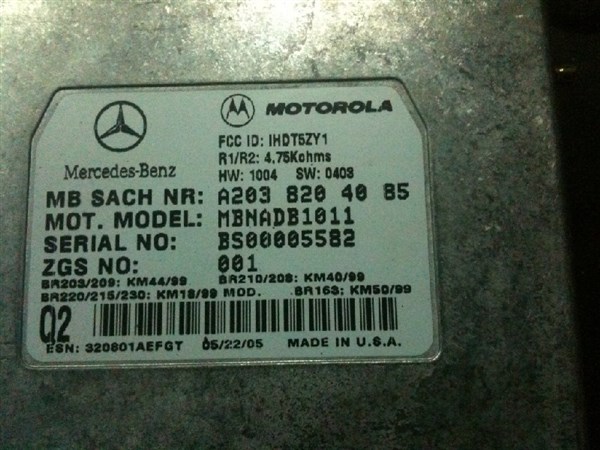 MOTOROLA
Mercedes-Benz
FCC ID: IHDT5ZY1
R1/R2: 4.75Kohms
HW: 1004 SW: 0403
MB SACH NR: A203 820 40 85
MOT. MODEL: MBNADB1011
SERIAL NO: BS00005582
ZGS NO: 001
BR203/209: KM44/99 BR210/208: KM40/99
BR220/215/230: KM18/99 MOD. BR163: KM50/99
Q2
ESN: 320801AEFGT 05/22/05 MADE IN U.S.A.